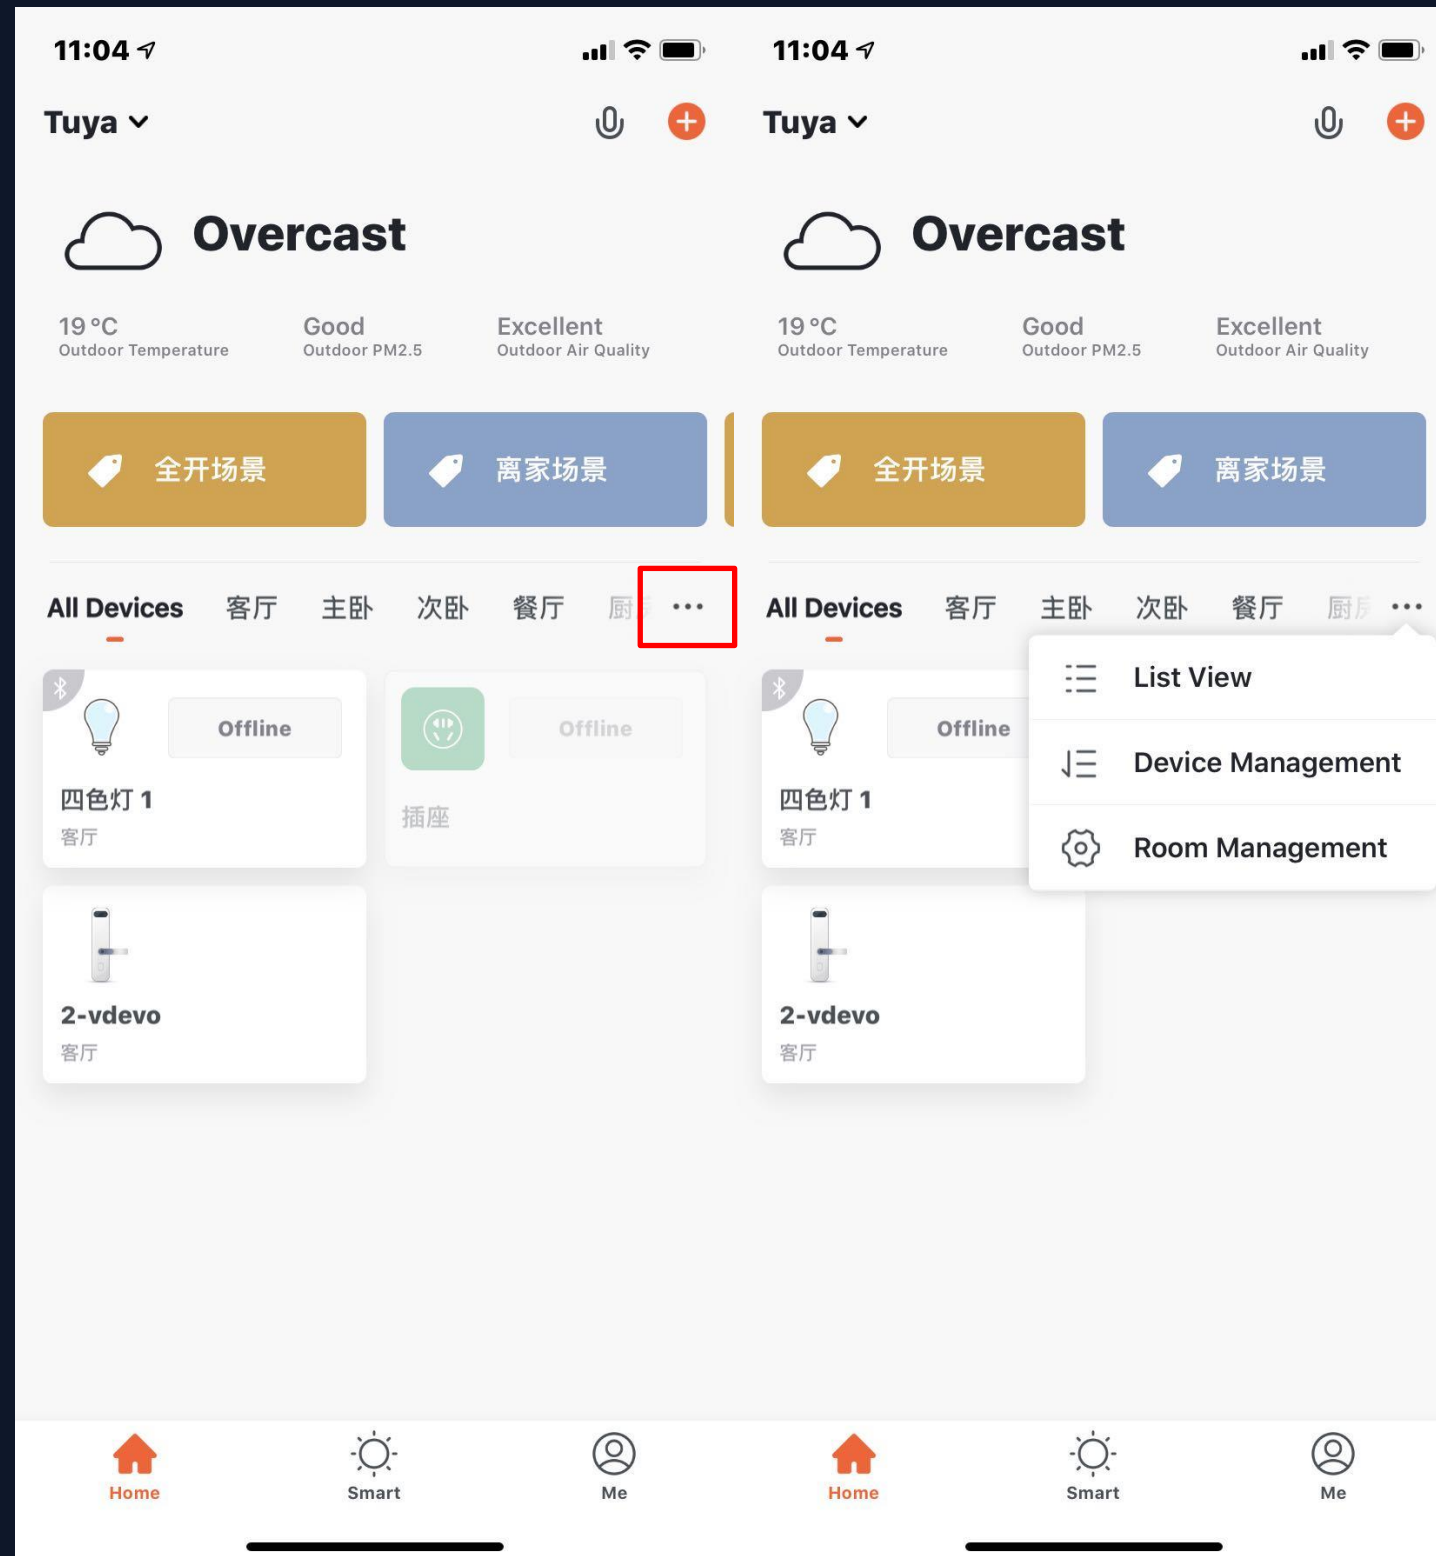 11:04
Tuya
Overcast
19 °C
Outdoor Temperature
Good
Outdoor PM2.5
Excellent
Outdoor Air Quality
全开场景
离家场景
All Devices 客厅 主卧 次卧 餐厅 厨
Offline
四色灯 1
客厅
Offline
插座
2-vdevo
客厅
Home
Smart
Me
11:04
Tuya
Overcast
19 °C
Outdoor Temperature
Good
Outdoor PM2.5
Excellent
Outdoor Air Quality
全开场景
离家场景
All Devices 客厅 主卧 次卧 餐厅 厨房
List View
Device Management
Room Management
Offline
四色灯 1
客厅
2-vdevo
客厅
Home
Smart
Me